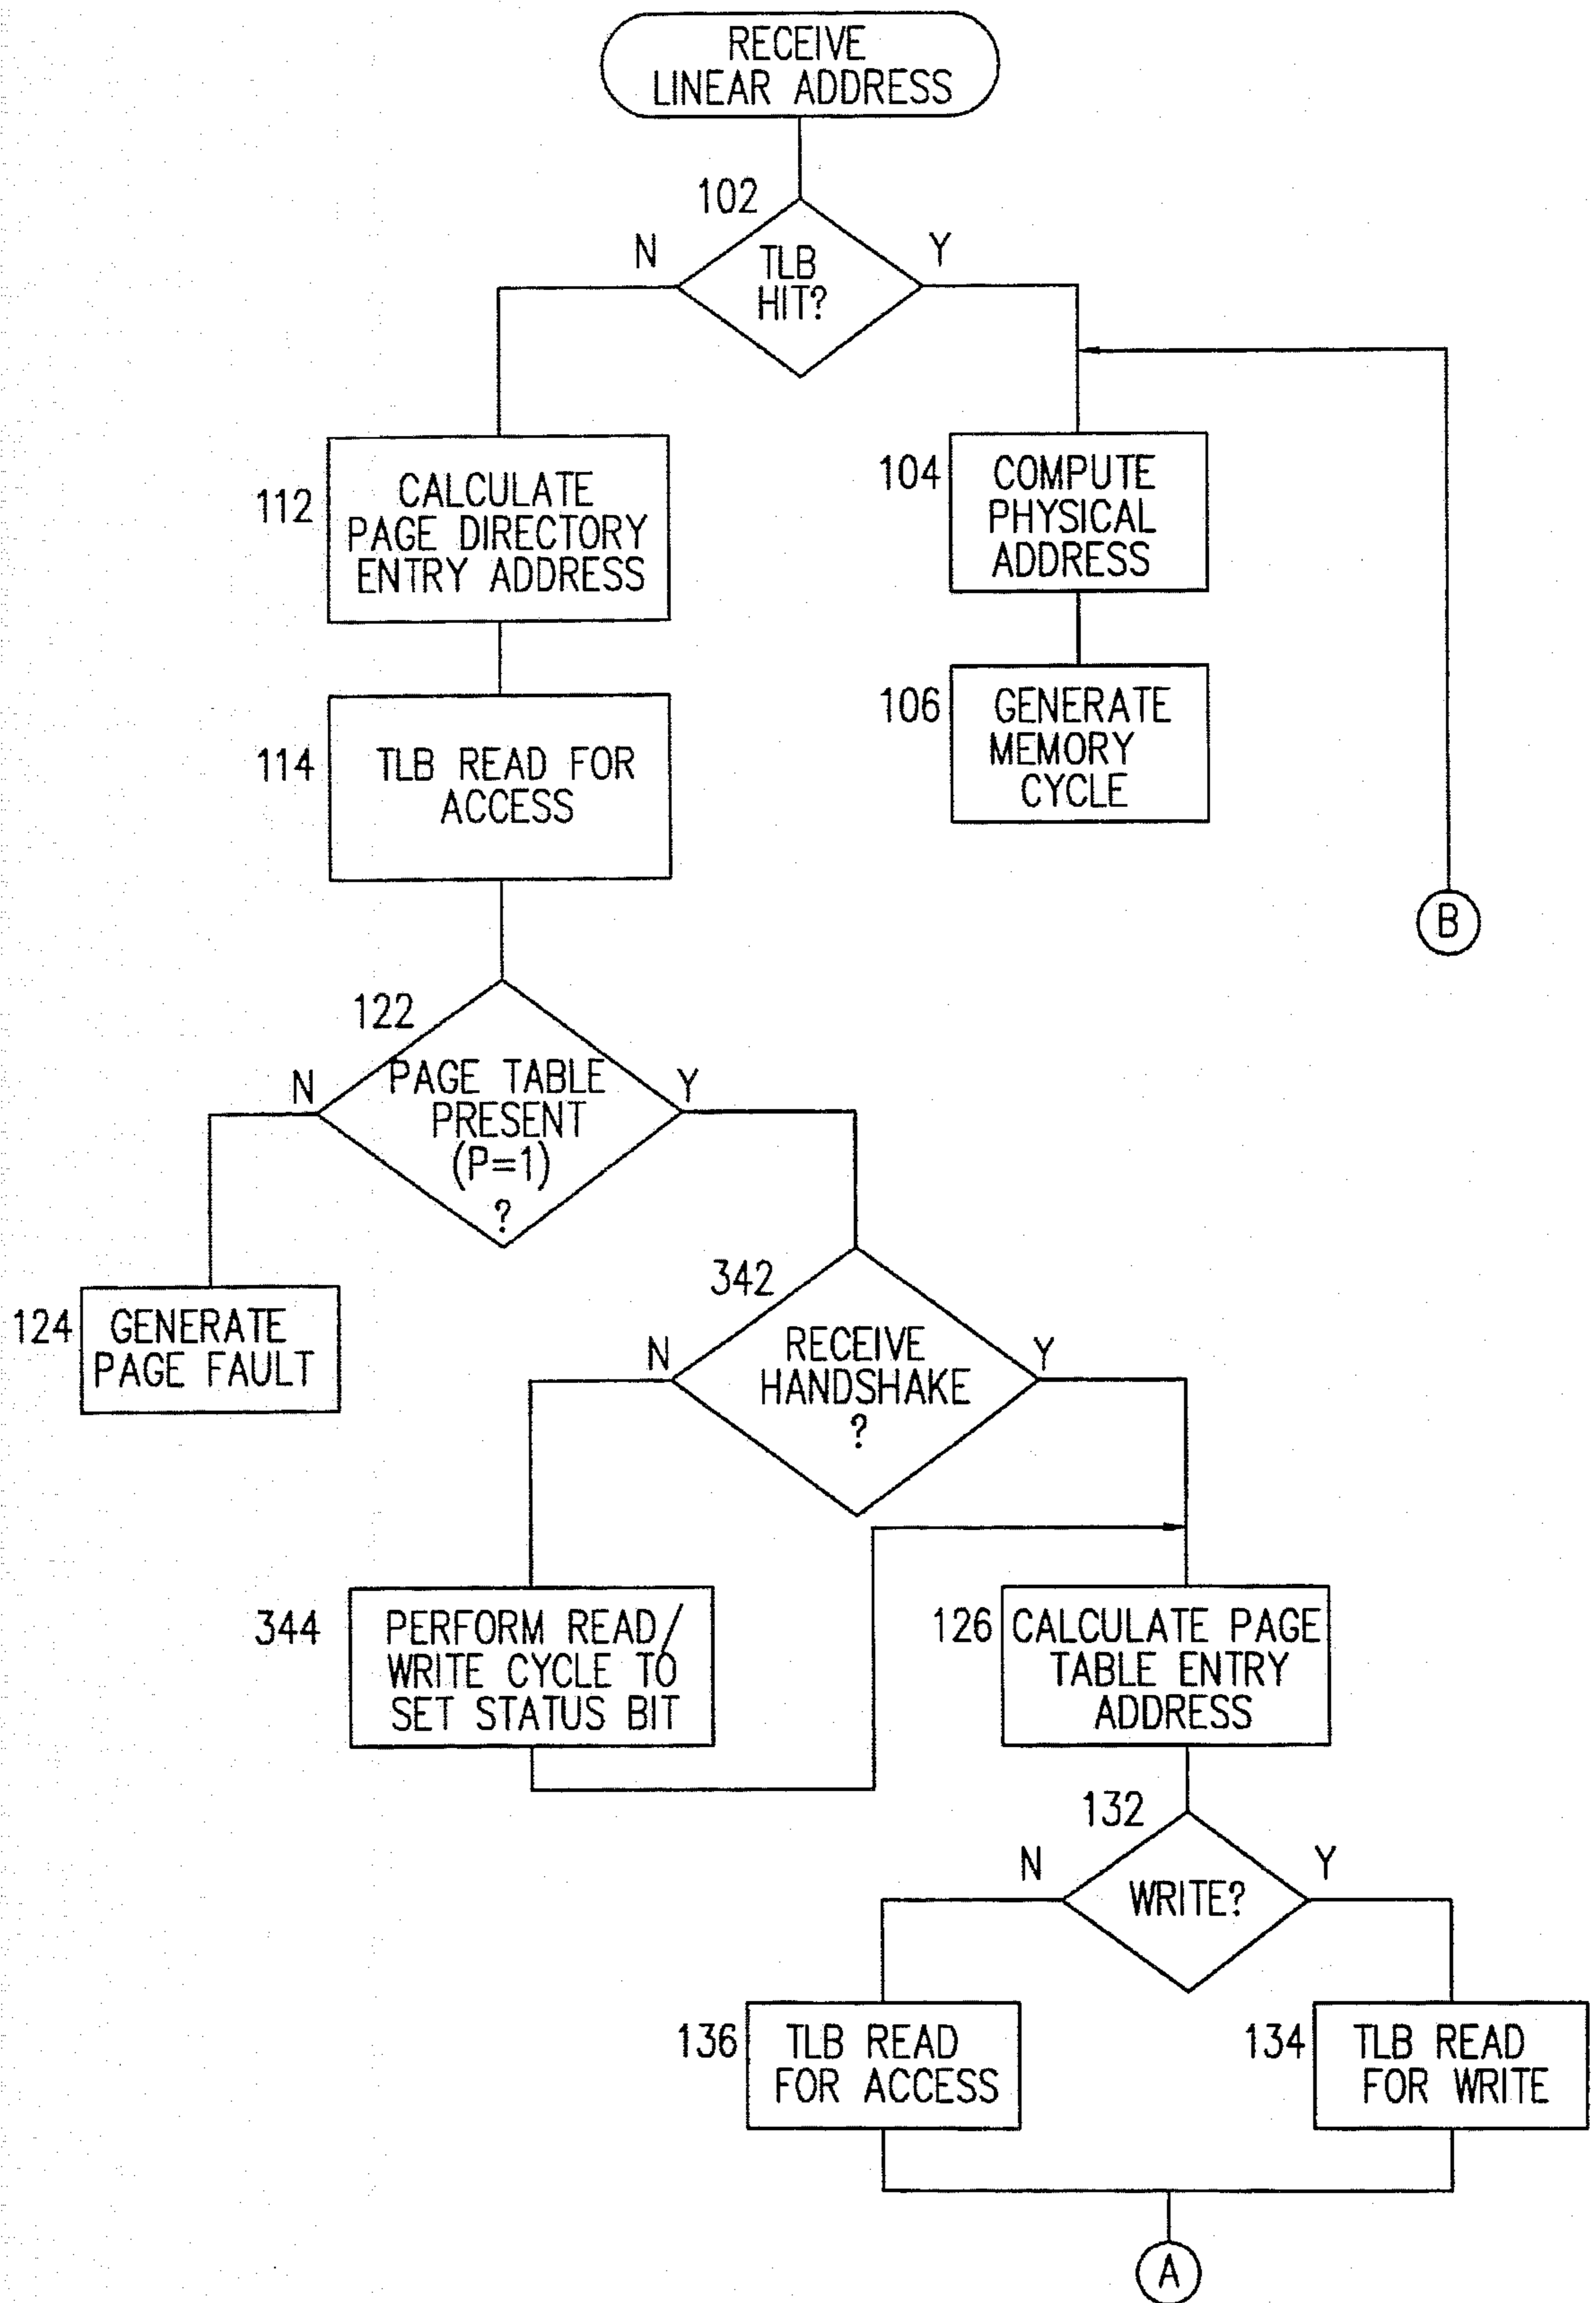 RECEIVE
LINEAR ADDRESS
102
N
Y
TLB
HIT?
112
CALCULATE
PAGE DIRECTORY
ENTRY ADDRESS
104
COMPUTE
PHYSICAL
ADDRESS
114
TLB READ FOR
ACCESS
106
GENERATE
MEMORY
CYCLE
B
122
N
Y
PAGE TABLE
PRESENT
(P=1)
?
124
GENERATE
PAGE FAULT
342
N
Y
RECEIVE
HANDSHAKE
?
344
PERFORM READ/
WRITE CYCLE TO
SET STATUS BIT
126
CALCULATE PAGE
TABLE ENTRY
ADDRESS
132
N
Y
WRITE?
136
TLB READ
FOR ACCESS
134
TLB READ
FOR WRITE
A